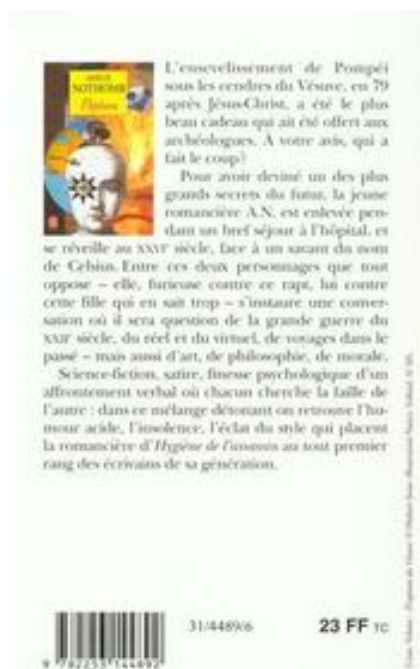 NOTHOMB
Péplum
L'ensevelissement de Pompéi
sous les cendres du Vésuve, en 79
après Jésus-Christ, a été le plus
beau cadeau qui ait été offert aux
archéologues. À votre avis, qui a
fait le coup?
Pour avoir deviné un des plus
grands secrets du futur, la jeune
romancière A.N. est enlevée pen-
dant un bref séjour à l'hôpital, et
se réveille au XXVIe siècle, face à un savant du nom
de Celsius. Entre ces deux personnages que tout
oppose – elle, furieuse contre ce rapt, lui contre
cette fille qui en sait trop – s'instaure une conver-
sation où il sera question de la grande guerre du
XXIIe siècle, du réel et du virtuel, de voyages dans le
passé – mais aussi d'art, de philosophie, de morale.
Science-fiction, satire, finesse psychologique d'un
affrontement verbal où chacun cherche la faille de
l'autre : dans ce mélange détonant on retrouve l'hu-
mour acide, l'insolence, l'éclat du style qui placent
la romancière d'Hygiène de l'assassin au tout premier
rang des écrivains de sa génération.
31/4489/6
23 FF TC
9 782253 144892